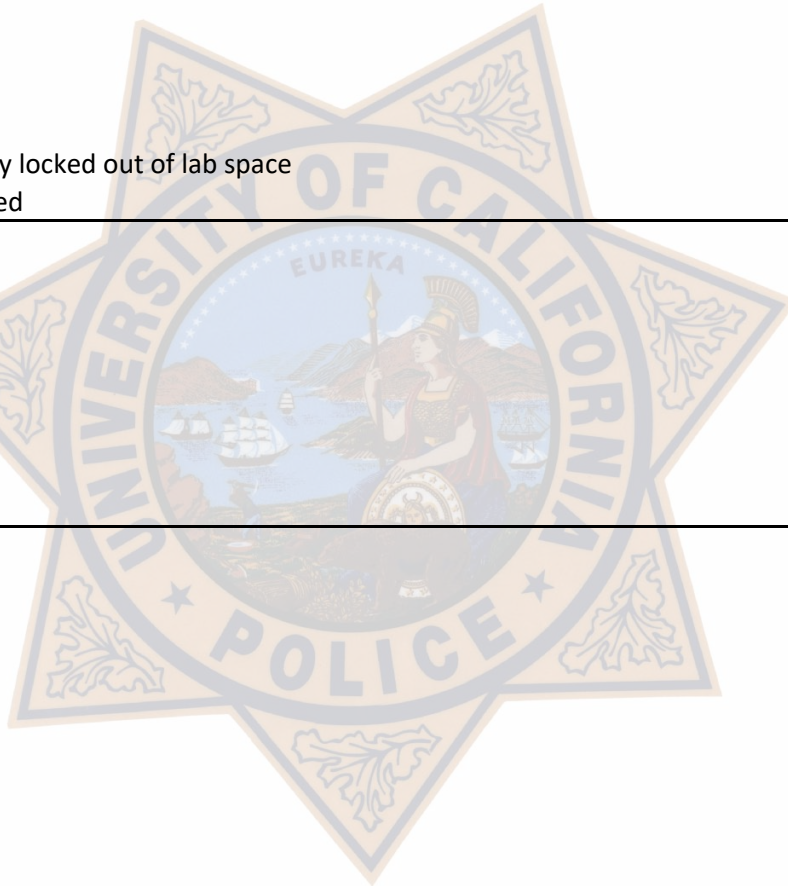 y locked out of lab space
ed
UNIVERSITY OF CALIFORNIA
EUREKA
POLICE